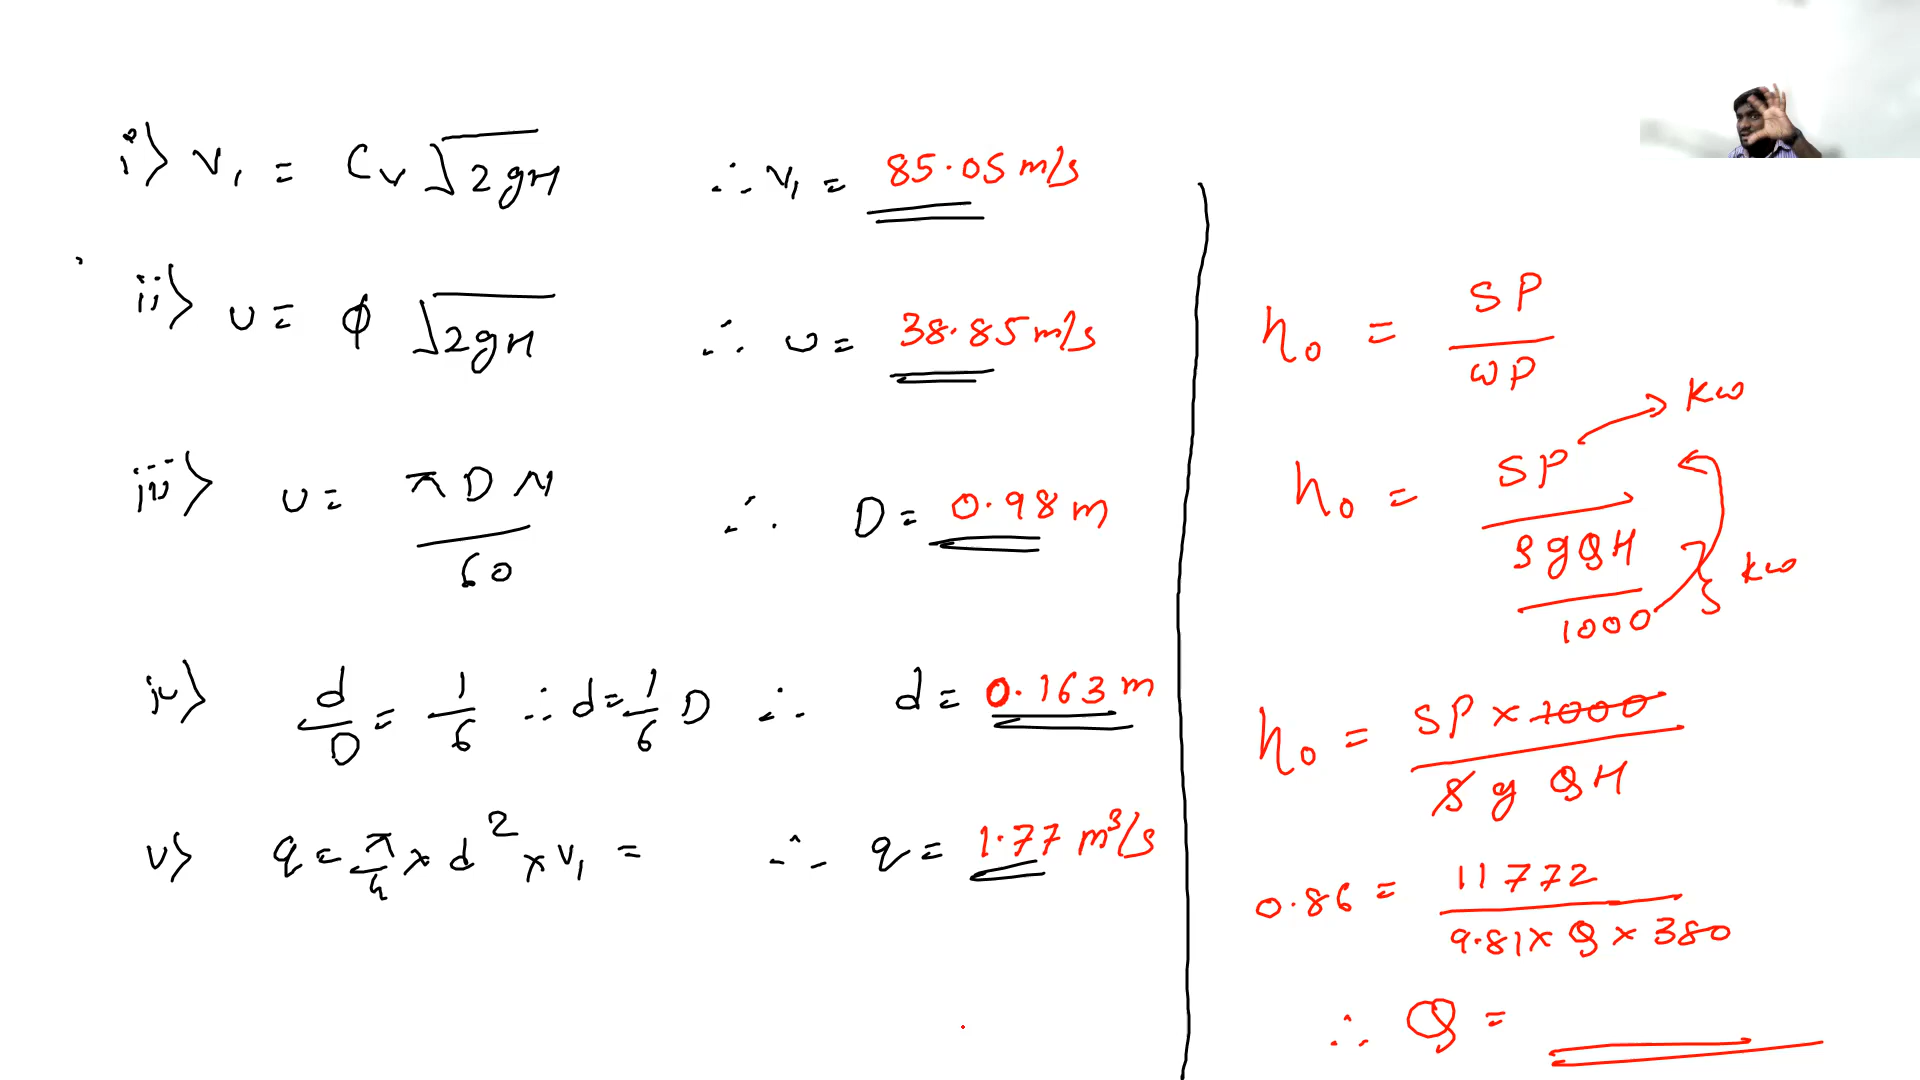 i) V₁ = Cv √2gH ∴ V₁ = 85.05 m/s
ii) u = ϕ √2gH ∴ u = 38.85 m/s
iii) u = πDN/60 ∴ D = 0.98 m
iv) d/D = 1/6 ∴ d = 1/6 D ∴ d = 0.163 m
v) q = π/4 × d² × V₁ = ∴ q = 1.77 m³/s
η₀ = SP/WP
η₀ = SP/(ρgQH/1000) → KW } KW
η₀ = SP × 1000/ρ g QH
0.86 = 11772/9.81 × Q × 380
∴ Q =